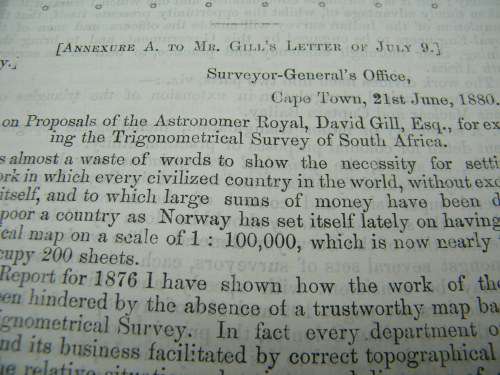 [Annexure A. to Mr. Gill's Letter of July 9.]
y.]
Surveyor-General's Office,
Cape Town, 21st June, 1880.
on Proposals of the Astronomer Royal, David Gill, Esq., for ex
ing the Trigonometrical Survey of South Africa.
s almost a waste of words to show the necessity for setti
ork in which every civilized country in the world, without exc
itself, and to which large sums of money have been d
poor a country as Norway has set itself lately on having
cal map on a scale of 1 : 100,000, which is now nearly
cupy 200 sheets.
Report for 1876 I have shown how the work of the
een hindered by the absence of a trustworthy map ba
gnometrical Survey. In fact every department o
nd its business facilitated by correct topographical